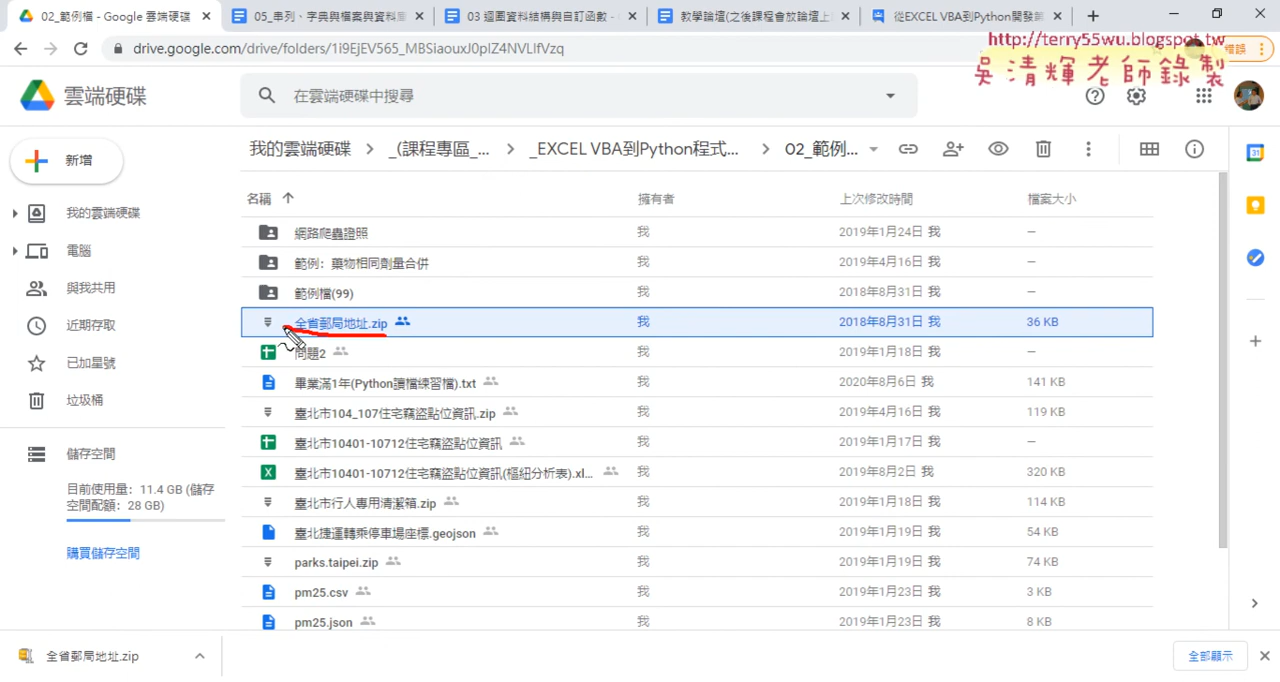 02_範例檔 - Google 雲端硬碟
05_串列、字典與檔案與資料庫
03 迴圈資料結構與自訂函數 -
教學論壇(之後課程會放論壇上
從EXCEL VBA到Python開發
drive.google.com/drive/folders/1i9EjEV565_MBSiaouxJ0plZ4NVLlfVzq
http://terry55wu.blogspot.tw
吳清輝老師錄製
雲端硬碟
在雲端硬碟中搜尋
新增
我的雲端硬碟
_(課程專區_...
_EXCEL VBA到Python程式...
02_範例...
我的雲端硬碟
電腦
與我共用
近期存取
已加星號
垃圾桶
儲存空間
目前使用量：11.4 GB (儲存
空間配額：28 GB)
購買儲存空間
名稱 擁有者 上次修改時間 檔案大小
網路爬蟲證照 我 2019年1月24日 我 —
範例：藥物相同劑量合併 我 2019年4月16日 我 —
範例檔(99) 我 2018年8月31日 我 —
全省郵局地址.zip 我 2018年8月31日 我 36 KB
問題2 我 2019年1月18日 我 —
畢業滿1年(Python讀檔練習檔).txt 我 2020年8月6日 我 141 KB
臺北市104_107住宅竊盜點位資訊.zip 我 2019年4月16日 我 119 KB
臺北市10401-10712住宅竊盜點位資訊 我 2019年1月17日 我 —
臺北市10401-10712住宅竊盜點位資訊(樞紐分析表).xl... 我 2019年8月2日 我 320 KB
臺北市行人專用清潔箱.zip 我 2019年1月18日 我 114 KB
臺北捷運轉乘停車場座標.geojson 我 2019年1月19日 我 54 KB
parks.taipei.zip 我 2019年1月19日 我 74 KB
pm25.csv 我 2019年1月23日 我 3 KB
pm25.json 我 2019年1月23日 我 8 KB
31
全省郵局地址.zip
全部顯示